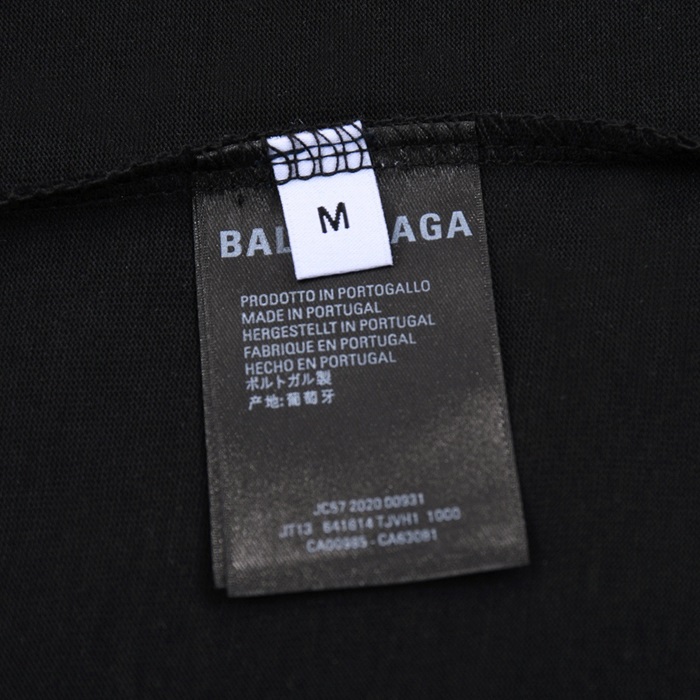 M
BAL AGA
PRODOTTO IN PORTOGALLO
MADE IN PORTUGAL
HERGESTELLT IN PORTUGAL
FABRIQUE EN PORTUGAL
HECHO EN PORTUGAL
ポルトガル製
产地:葡萄牙
JC57 2020 00931
JT13 641614 TJVH1 1000
CA00985 - CA63081